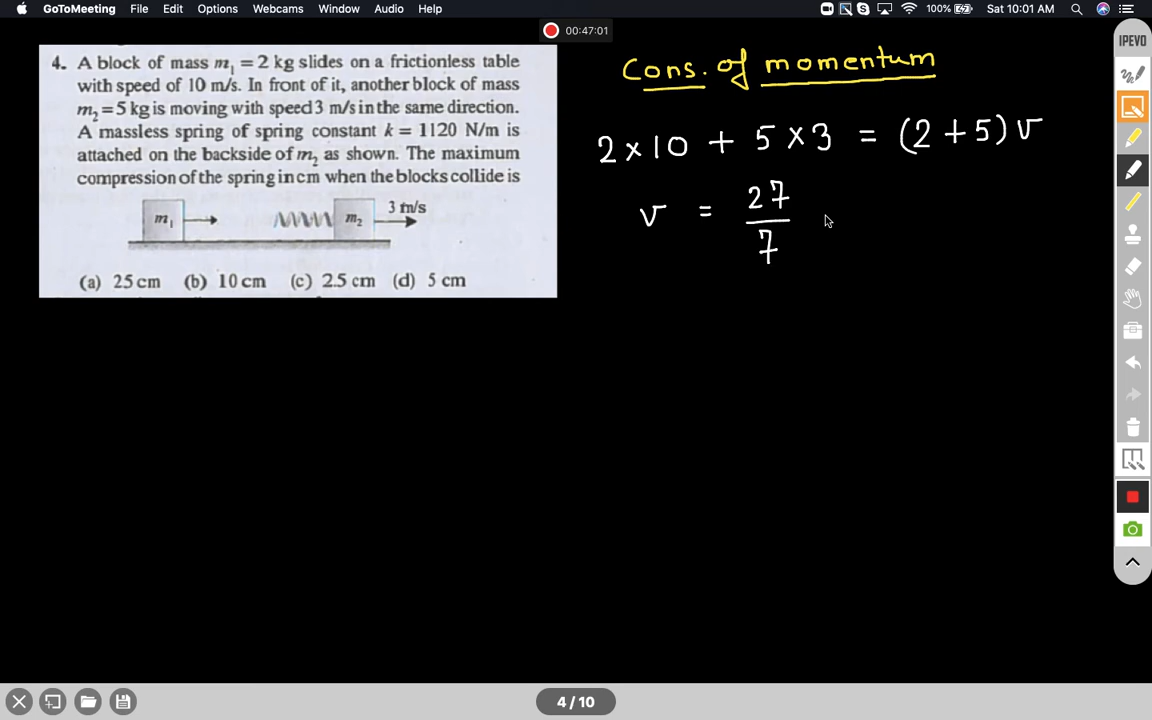 GoToMeeting File Edit Options Webcams Window Audio Help 100% Sat 10:01 AM
00:47:01
IPEVO
4. A block of mass m₁ = 2 kg slides on a frictionless table
with speed of 10 m/s. In front of it, another block of mass
m₂ = 5 kg is moving with speed 3 m/s in the same direction.
A massless spring of spring constant k = 1120 N/m is
attached on the backside of m₂ as shown. The maximum
compression of the spring in cm when the blocks collide is
m₁ m₂ 3 m/s
(a) 25 cm (b) 10 cm (c) 2.5 cm (d) 5 cm
Cons. of momentum
2 × 10 + 5 × 3 = (2 + 5) v
v = 27/7
4 / 10